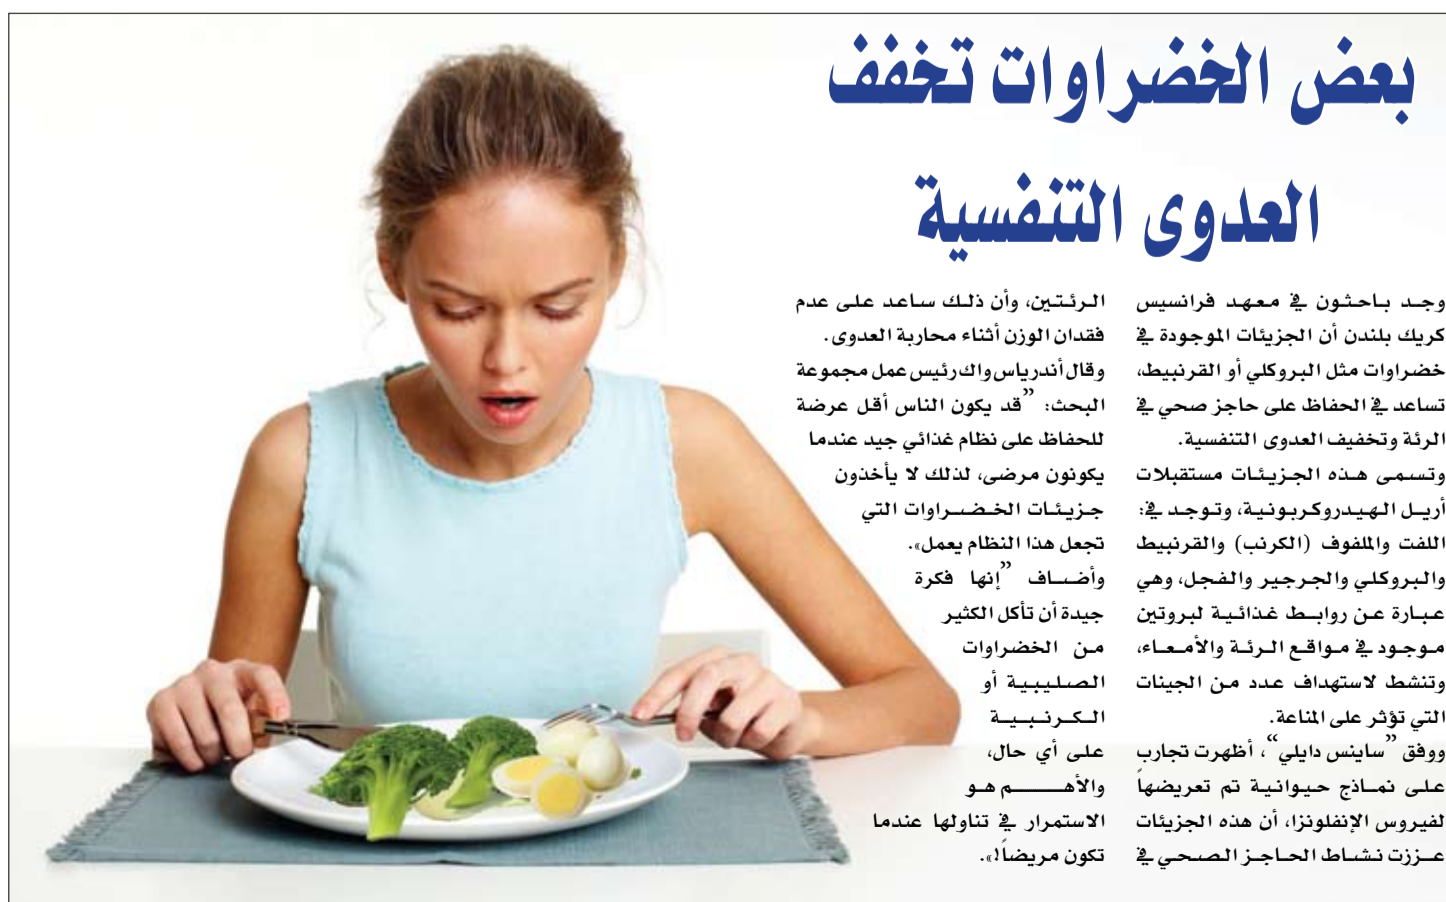 بعض الخضراوات تخفف
العدوى التنفسية
وجد باحثون في معهد فرانسيس
كريك بلندن أن الجزيئات الموجودة في
خضراوات مثل البروكلي أو القرنبيط،
تساعد في الحفاظ على حاجز صحي في
الرئة وتخفيف العدوى التنفسية.
وتسمى هذه الجزيئات مستقبلات
أريل الهيدروكربونية، وتوجد في:
اللفت والملفوف (الكرنب) والقرنبيط
والبروكلي والجرجير والفجل، وهي
عبارة عن روابط غذائية لبروتين
موجود في مواقع الرئة والأمعاء،
وتنشط لاستهداف عدد من الجينات
التي تؤثر على المناعة.
ووفق ”ساينس دايلي“، أظهرت تجارب
على نماذج حيوانية تم تعريضهاً
لفيروس الإنفلونزا، أن هذه الجزيئات
عززت نشاط الحاجز الصحي في
الرئتين، وأن ذلك ساعد على عدم
فقدان الوزن أثناء محاربة العدوى.
وقال أندرياس واك رئيس عمل مجموعة
البحث: ”قد يكون الناس أقل عرضة
للحفاظ على نظام غذائي جيد عندما
يكونون مرضى، لذلك لا يأخذون
جزيئات الخضراوات التي
تجعل هذا النظام يعمل».
وأضاف ”إنها فكرة
جيدة أن تأكل الكثير
من الخضراوات
الصليبية أو
الكرنبية
على أي حال،
والأهم هو
الاستمرار في تناولها عندما
تكون مريضاً!».